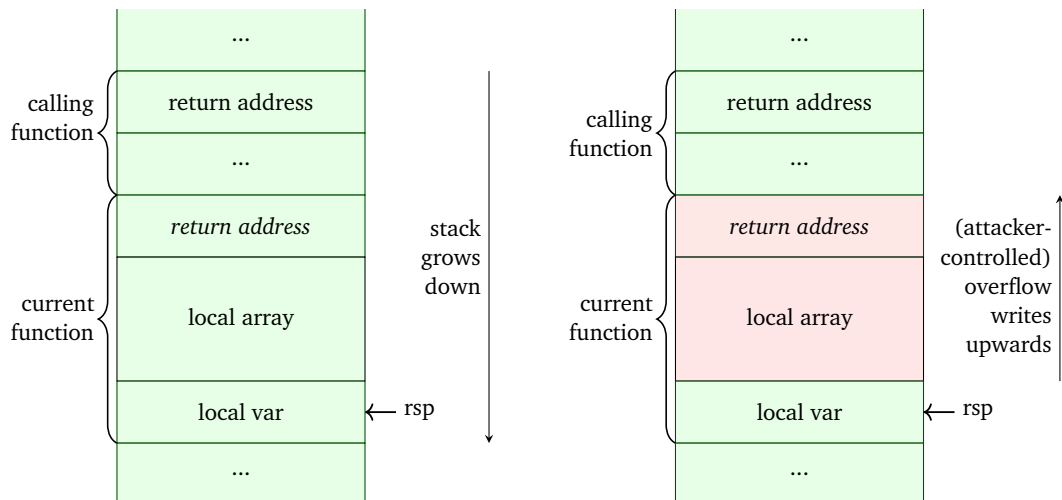 ...
calling
function
return address
...
current
function
return address
local array
local var
rsp
...
stack
grows
down
...
calling
function
return address
...
current
function
return address
local array
local var
rsp
...
(attacker-
controlled)
overflow
writes
upwards